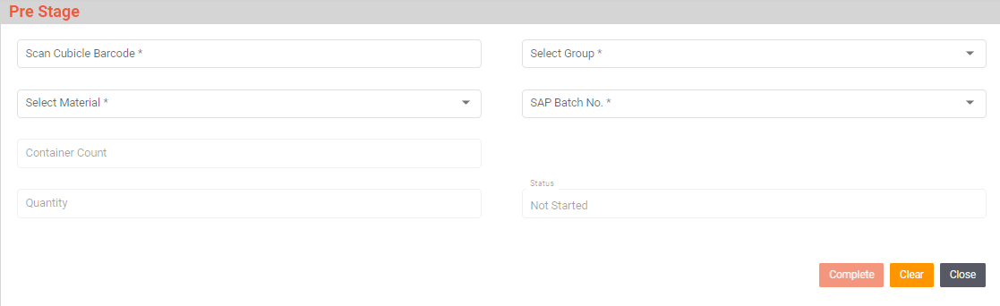 Pre Stage
Scan Cubicle Barcode *
Select Group *
Select Material *
SAP Batch No. *
Container Count
Status
Quantity
Not Started
Complete
Clear
Close